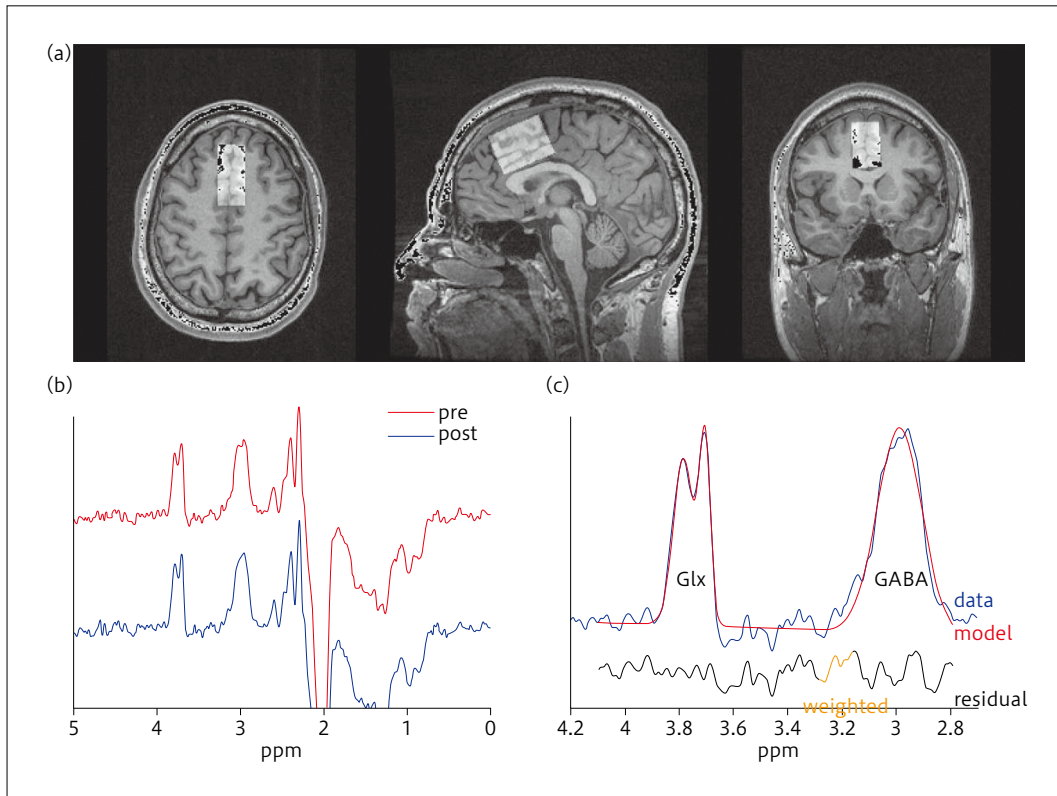 (a)
(b)
(c)
pre
post
Glx
GABA
data
model
residual
weighted
5
4
3
2
1
0
ppm
4.2
4
3.8
3.6
3.4
3.2
3
2.8
ppm